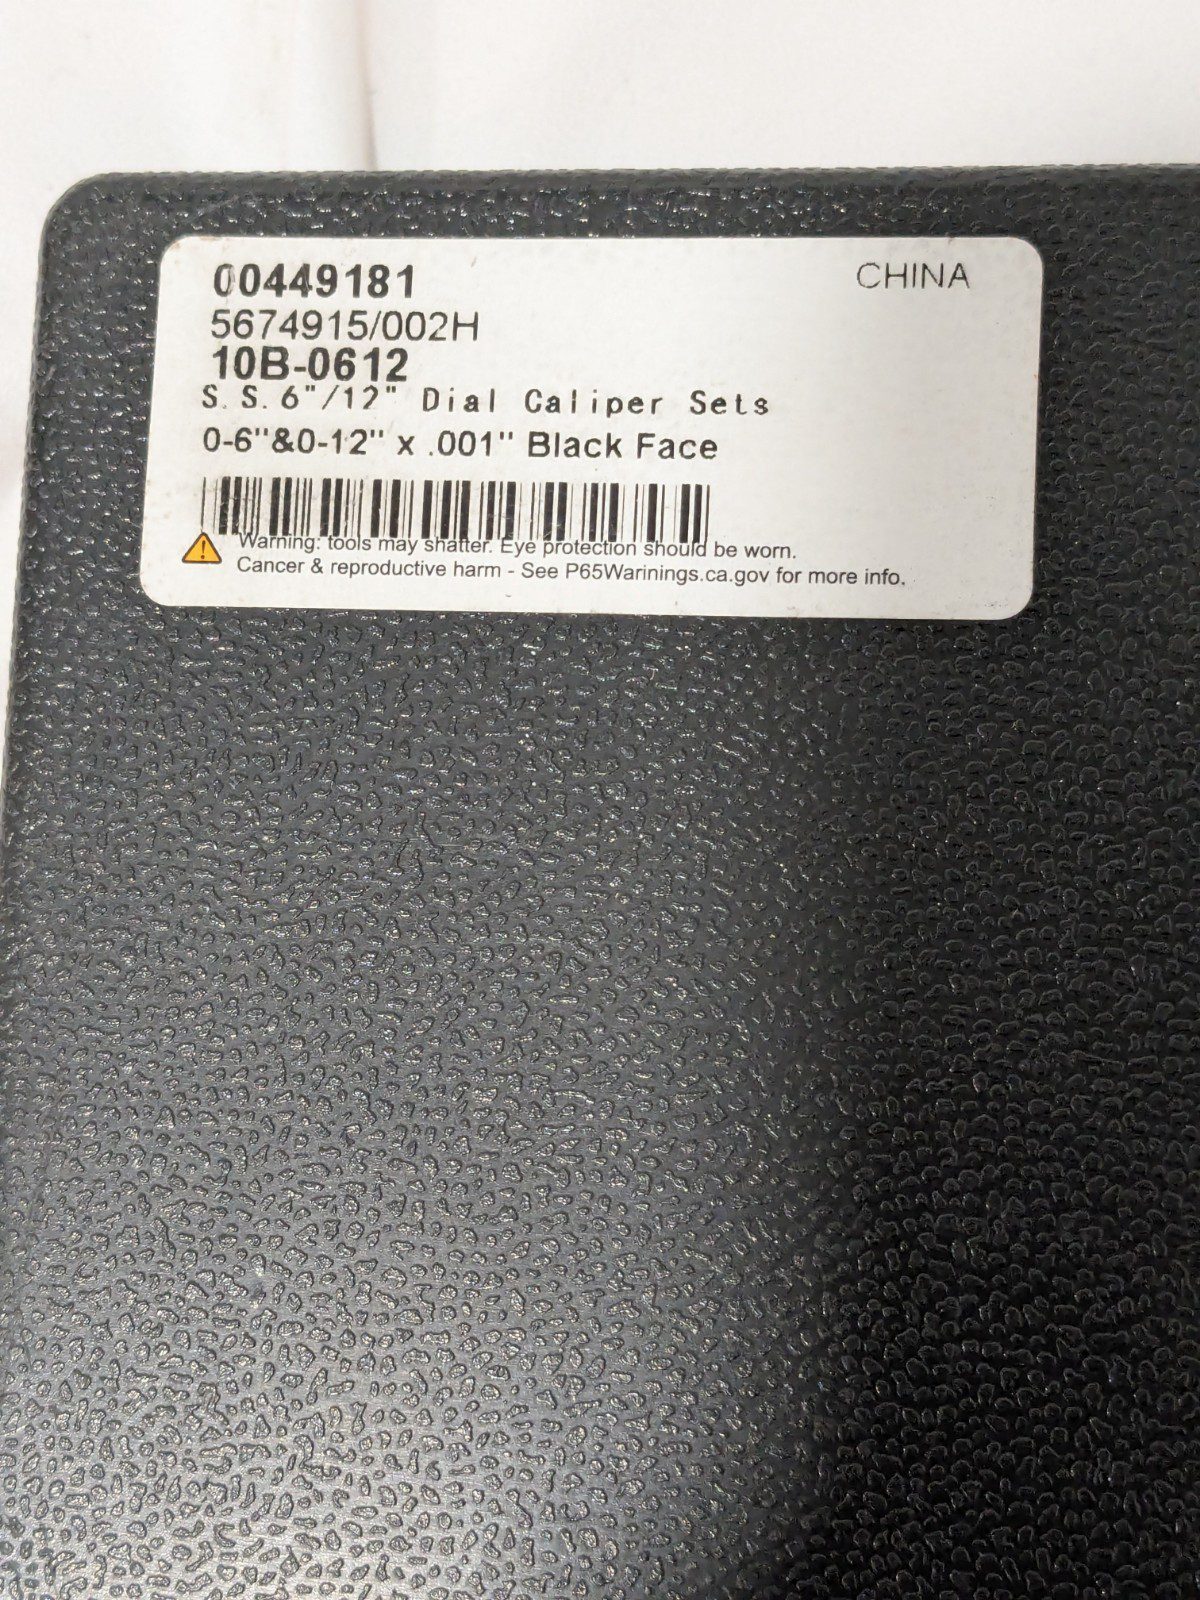 00449181 CHINA
5674915/002H
10B-0612
S.S.6"/12" Dial Caliper Sets
0-6"&0-12" x .001" Black Face
Warning: tools may shatter. Eye protection should be worn.
Cancer & reproductive harm - See P65Warinings.ca.gov for more info.